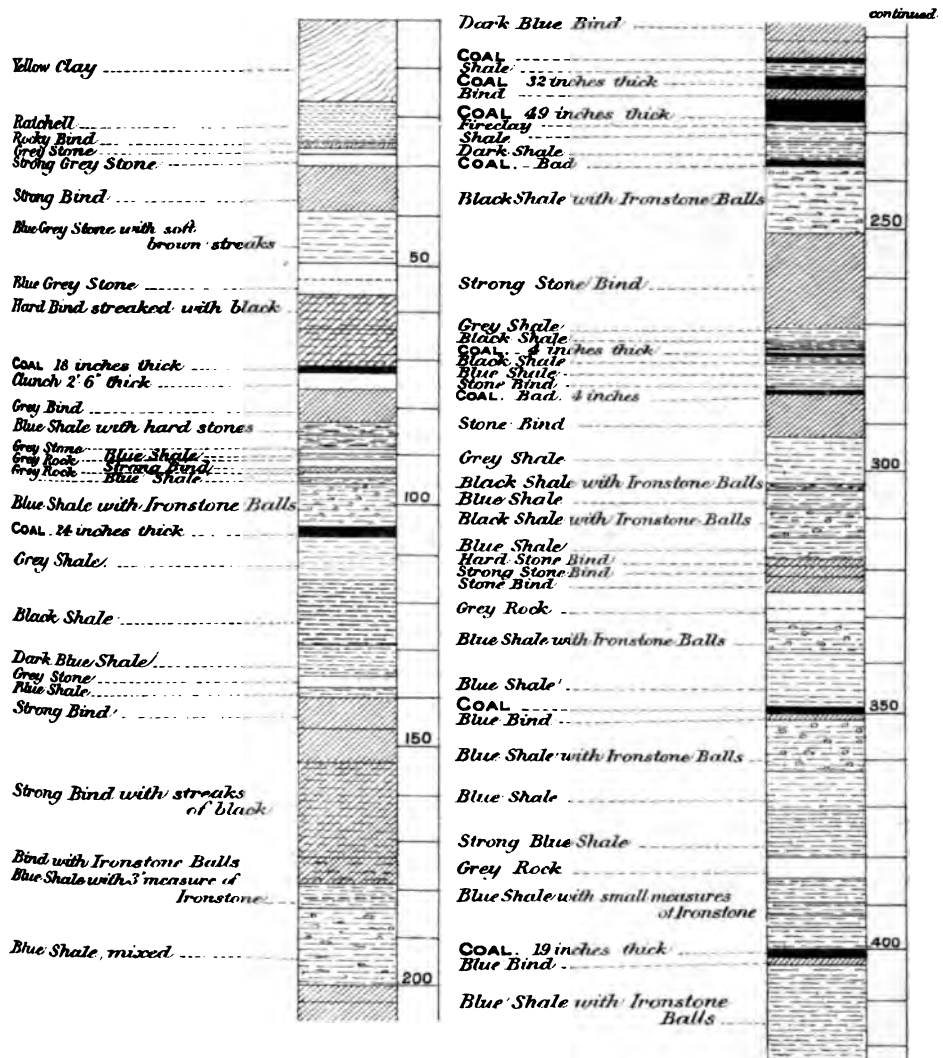 Yellow Clay
Ratchell
Rocky Bind
Grey Stone
Strong Grey Stone
Strong Bind
Blue Grey Stone with soft
brown streaks
50
Blue Grey Stone
Hard Bind streaked with black
COAL 18 inches thick
Clunch 2' 6" thick
Grey Bind
Blue Shale with hard stones
Grey Stone
Blue Shale
Grey Rock
Strong Bind
Grey Rock
Blue Shale
100
Blue Shale with Ironstone Balls
COAL. 24 inches thick
Grey Shale
Black Shale
Dark Blue Shale
Grey Stone
Blue Shale
Strong Bind
150
Strong Bind with streaks
of black
Bind with Ironstone Balls
Blue Shale with 3" measure of
Ironstone
Blue Shale, mixed
200
continued.
Dark Blue Bind
COAL
Shale
COAL 32 inches thick
Bind
COAL 49 inches thick
Fireclay
Shale
Dark Shale
COAL. Bad
Black Shale with Ironstone Balls
250
Strong Stone Bind
Grey Shale
Black Shale
COAL. 4 inches thick
Black Shale
Blue Shale
Stone Bind
COAL. Bad. 4 inches
Stone Bind
Grey Shale
300
Black Shale with Ironstone Balls
Blue Shale
Black Shale with Ironstone Balls
Blue Shale
Hard Stone Bind
Strong Stone Bind
Stone Bind
Grey Rock
Blue Shale with Ironstone Balls
Blue Shale
COAL
350
Blue Bind
Blue Shale with Ironstone Balls
Blue Shale
Strong Blue Shale
Grey Rock
Blue Shale with small measures
of Ironstone
COAL. 19 inches thick
400
Blue Bind
Blue Shale with Ironstone
Balls